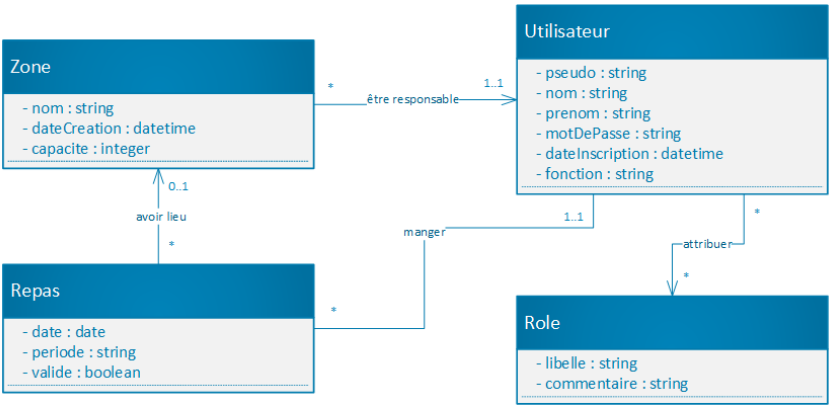 Zone
- nom : string
- dateCreation : datetime
- capacite : integer
*
être responsable
1..1
Utilisateur
- pseudo : string
- nom : string
- prenom : string
- motDePasse : string
- dateInscription : datetime
- fonction : string
0..1
avoir lieu
*
manger
1..1
*
attribuer
*
Repas
- date : date
- periode : string
- valide : boolean
*
Role
- libelle : string
- commentaire : string